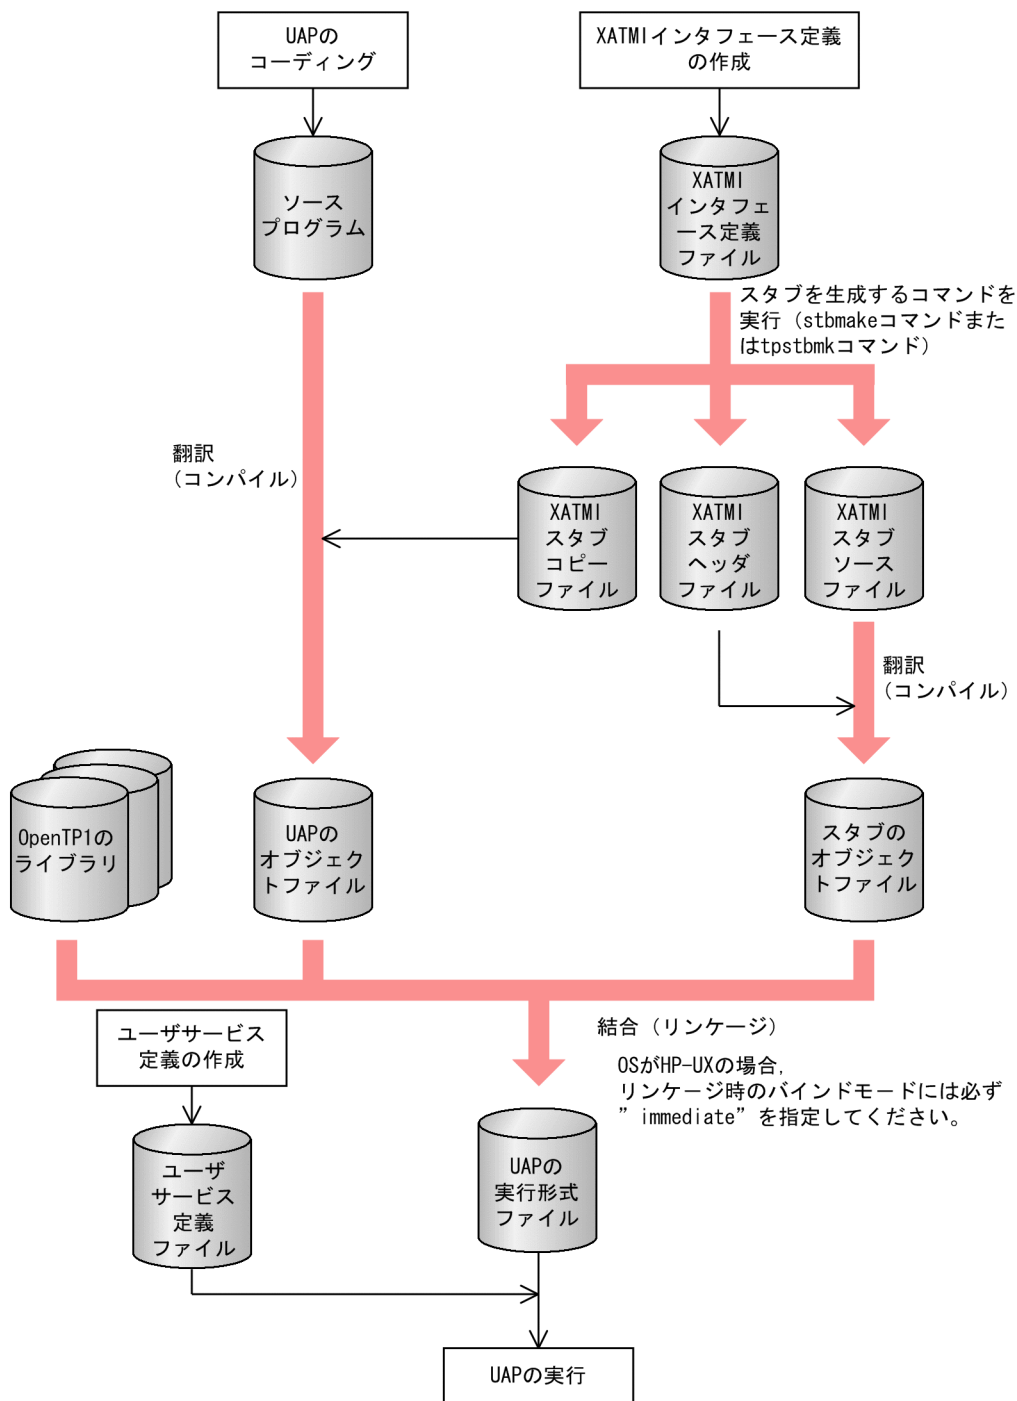 UAPの
コーディング
XATMIインタフェース定義
の作成
ソース
プログラム
XATMI
インタフェ
ース定義
ファイル
スタブを生成するコマンドを
実行（stbmakeコマンドまた
はtpstbmkコマンド）
翻訳
（コンパイル）
XATMI
スタブ
コピー
ファイル
XATMI
スタブ
ヘッダ
ファイル
XATMI
スタブ
ソース
ファイル
翻訳
（コンパイル）
OpenTP1の
ライブラリ
UAPの
オブジェク
トファイル
スタブの
オブジェク
トファイル
結合（リンケージ）
OSがHP-UXの場合，
リンケージ時のバインドモードには必ず
”immediate”を指定してください。
ユーザサービス
定義の作成
ユーザ
サービス
定義
ファイル
UAPの
実行形式
ファイル
UAPの実行